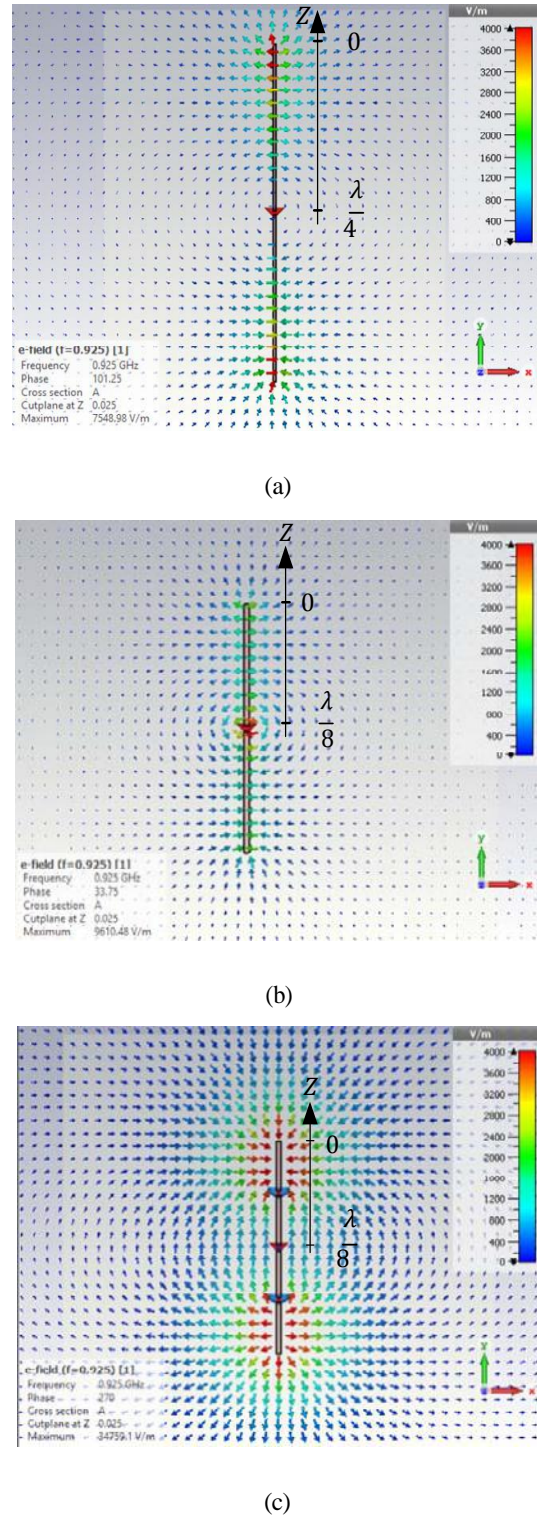 V/m
Z
4000
0
3600
3200
2800
2400
2000
1600
1200
λ
4
800
400
0
e-field (f=0.925) [1]
Frequency 0.925 GHz
Phase 101.25
Cross section A
Cutplane at Z 0.025
Maximum 7548.98 V/m
y
x
(a)
V/m
Z
4000
0
3600
3200
2800
2400
2000
1600
1200
λ
8
800
400
0
e-field (f=0.925) [1]
Frequency 0.925 GHz
Phase 33.75
Cross section A
Cutplane at Z 0.025
Maximum 9610.48 V/m
y
x
(b)
V/m
Z
4000
0
3600
3200
2800
2400
2000
1600
1200
λ
8
800
400
0
e-field (f=0.925) [1]
Frequency 0.925 GHz
Phase 270
Cross section A
Cutplane at Z 0.025
Maximum 34759.1 V/m
y
x
(c)